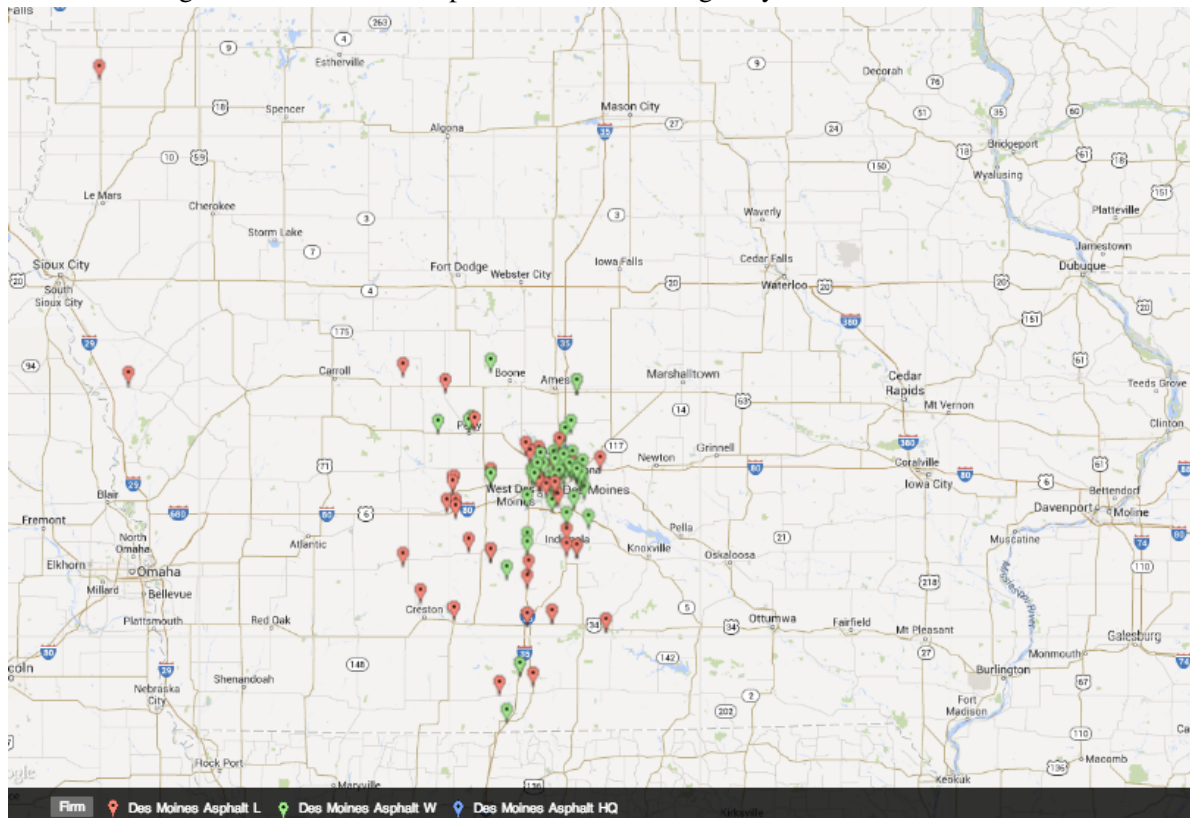 263
9
4
Estherville
9
Decorah
76
18
Spencer
Mason City
35
60
51
Algona
35
27
24
Bridgeport
18
61
18
10
59
150
Wyalusing
151
Le Mars
Cherokee
3
3
Waverly
Platteville
Storm Lake
7
Jamestown
Sioux City
Fort Dodge
Webster City
Iowa Falls
Cedar Falls
Dubuque
20
South
Sioux City
4
20
Waterloo
20
20
20
175
151
380
29
35
94
Carroll
Boone
Ames
Marshalltown
Cedar
Rapids
61
Teeds Grove
63
14
Mt Vernon
Clinton
117
380
71
Grinnell
Newton
80
Coralville
Iowa City
61
80
29
West Des
Moines
Des Moines
6
Bettendorf
Blair
680
80
6
80
Davenport
Moline
Fremont
Atlantic
Pella
21
Muscatine
74
80
North
Omaha
Knoxville
Oskaloosa
Elkhorn
Omaha
218
110
Millard
Bellevue
Mississippi River
Creston
5
Plattsmouth
Red Oak
34
34
Ottumwa
Fairfield
34
Mt Pleasant
Galesburg
80
35
27
Monmouth
74
29
148
142
Burlington
Shenandoah
67
Nebraska
City
2
Fort
Madison
202
110
Rock Port
136
Macomb
Maryville
136
Keokuk
Kirksville
Firm Des Moines Asphalt L Des Moines Asphalt W Des Moines Asphalt HQ